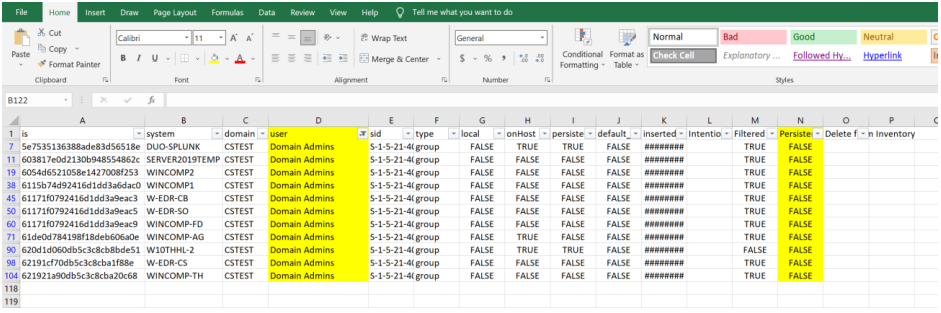 File Home Insert Draw Page Layout Formulas Data Review View Help Tell me what you want to do
Cut
Copy
Format Painter
Paste
Clipboard
Calibri 11 A A
B I U A
Font
Wrap Text
Merge & Center
Alignment
General
$ % , .00
Number
Conditional Formatting
Format as Table
Normal Bad Good Neutral
Check Cell Explanatory ... Followed Hy... Hyperlink
Styles
B122 fx
A B C D E F G H I J K L M N O P
1 is system domain user sid type local onHost persiste default_ inserted Intentio Filtered Persiste Delete f n Inventory
7 5e7535136388ade83d56518e DUO-SPLUNK CSTEST Domain Admins S-1-5-21-4( group FALSE TRUE TRUE FALSE ######## TRUE FALSE
11 603817e0d2130b948554862c SERVER2019TEMP CSTEST Domain Admins S-1-5-21-4( group FALSE FALSE FALSE FALSE ######## TRUE FALSE
19 6054d6521058e1427008f253 WINCOMP2 CSTEST Domain Admins S-1-5-21-4( group FALSE FALSE FALSE FALSE ######## TRUE FALSE
38 6115b74d92416d1dd3a6dac0 WINCOMP1 CSTEST Domain Admins S-1-5-21-4( group FALSE FALSE FALSE FALSE ######## TRUE FALSE
45 61171f0792416d1dd3a9eac3 W-EDR-CB CSTEST Domain Admins S-1-5-21-4( group FALSE FALSE FALSE FALSE ######## TRUE FALSE
50 61171f0792416d1dd3a9eac5 W-EDR-SO CSTEST Domain Admins S-1-5-21-4( group FALSE FALSE FALSE FALSE ######## TRUE FALSE
60 61171f0792416d1dd3a9eac9 WINCOMP-FD CSTEST Domain Admins S-1-5-21-4( group FALSE FALSE FALSE FALSE ######## TRUE FALSE
71 61de0d784198f18deb606a0e WINCOMP-AG CSTEST Domain Admins S-1-5-21-4( group FALSE TRUE FALSE FALSE ######## TRUE FALSE
90 620d1d060db5c3c8cb8bde51 W10THHL-2 CSTEST Domain Admins S-1-5-21-4( group FALSE TRUE TRUE FALSE ######## TRUE FALSE
98 62191cf70db5c3c8cba1f88e W-EDR-CS CSTEST Domain Admins S-1-5-21-4( group FALSE FALSE FALSE FALSE ######## TRUE FALSE
104 621921a90db5c3c8cba20c68 WINCOMP-TH CSTEST Domain Admins S-1-5-21-4( group FALSE FALSE FALSE FALSE ######## TRUE FALSE
118
119